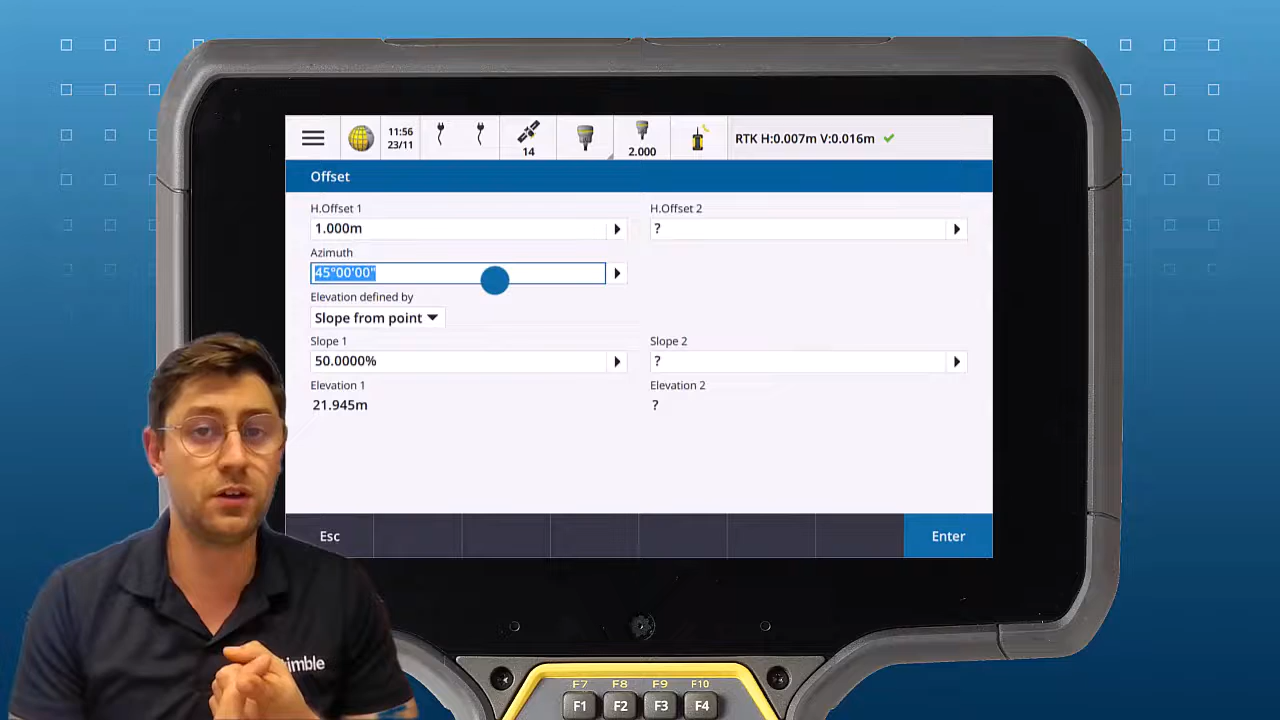 11:56
23/11
14
2.000
RTK H:0.007m V:0.016m
Offset
H.Offset 1
H.Offset 2
1.000m
?
Azimuth
45°00'00"
Elevation defined by
Slope from point
Slope 1
Slope 2
50.0000%
?
Elevation 1
Elevation 2
21.945m
?
Esc
Enter
F7 F8 F9 F10
F1 F2 F3 F4